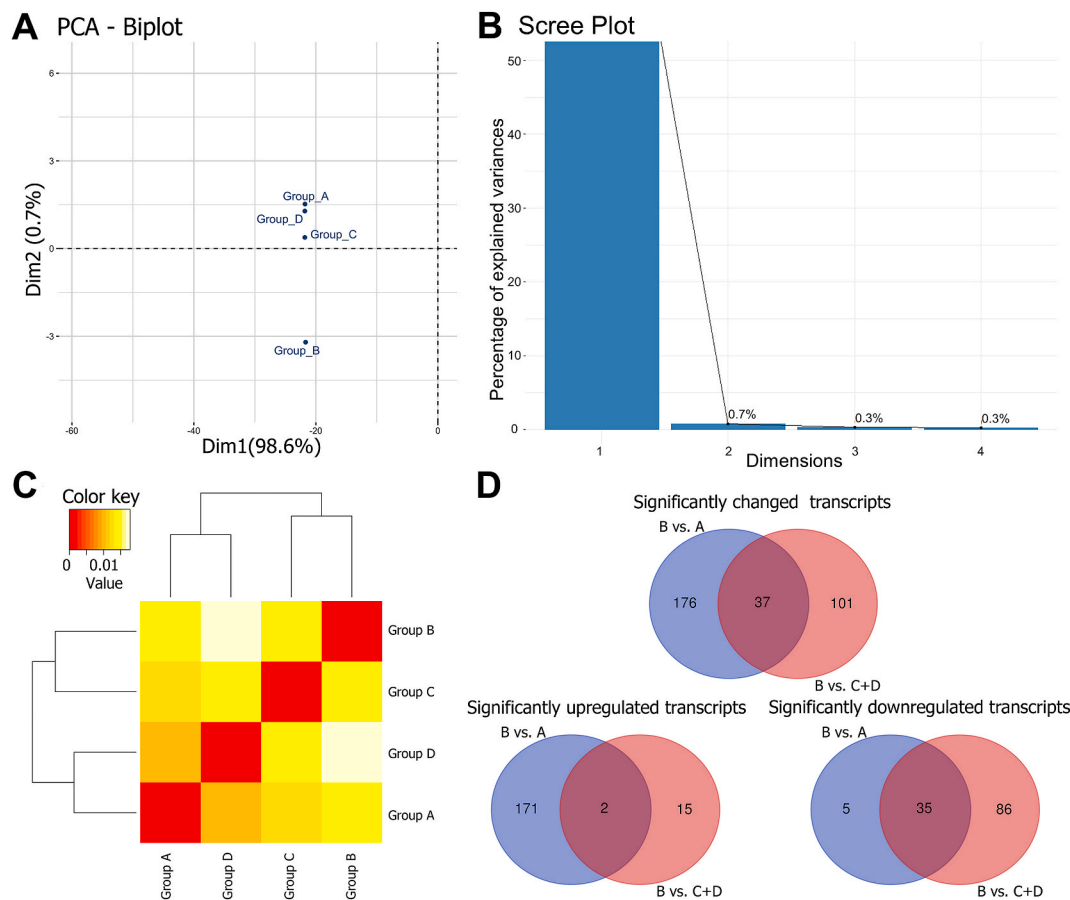 A PCA - Biplot
6
3
0
-3
Dim2 (0.7%)
Group_A
Group_D
Group_C
Group_B
-60 -40 -20 0
Dim1(98.6%)
B Scree Plot
50
40
30
20
10
0
Percentage of explained variances
0.7% 0.3% 0.3%
1 2 3 4
Dimensions
C
Color key
0 0.01
Value
Group B
Group C
Group D
Group A
Group A Group D Group C Group B
D
Significantly changed transcripts
B vs. A
176 37 101
B vs. C+D
Significantly upregulated transcripts
B vs. A
171 2 15
B vs. C+D
Significantly downregulated transcripts
B vs. A
5 35 86
B vs. C+D